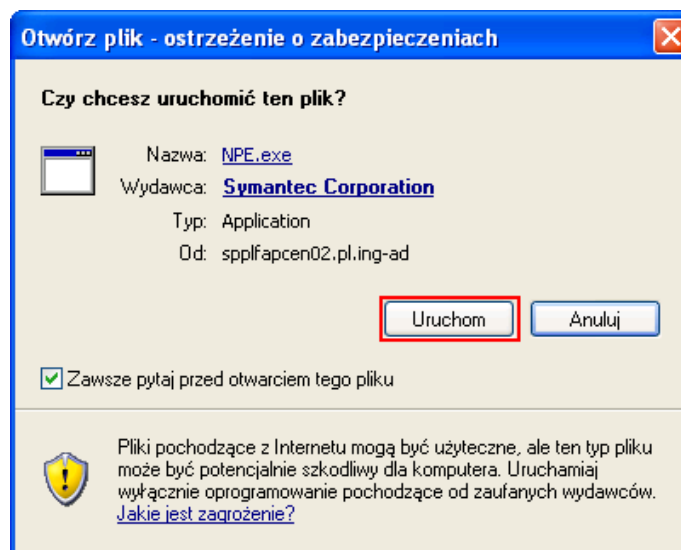 Otwórz plik - ostrzeżenie o zabezpieczeniach
Czy chcesz uruchomić ten plik?
Nazwa: NPE.exe
Wydawca: Symantec Corporation
Typ: Application
Od: spplfapcen02.pl.ing-ad
Uruchom Anuluj
Zawsze pytaj przed otwarciem tego pliku
Pliki pochodzące z Internetu mogą być użyteczne, ale ten typ pliku
może być potencjalnie szkodliwy dla komputera. Uruchamiaj
wyłącznie oprogramowanie pochodzące od zaufanych wydawców.
Jakie jest zagrożenie?